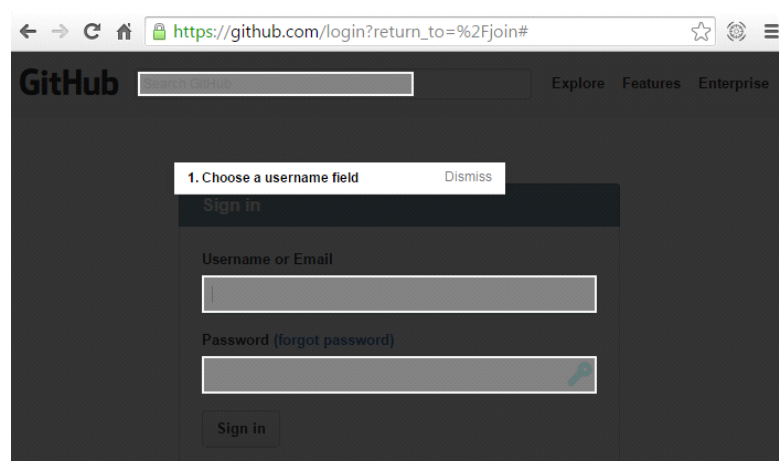 https://github.com/login?return_to=%2Fjoin#
GitHub Search GitHub Explore Features Enterprise
1. Choose a username field Dismiss
Sign in
Username or Email
Password (forgot password)
Sign in